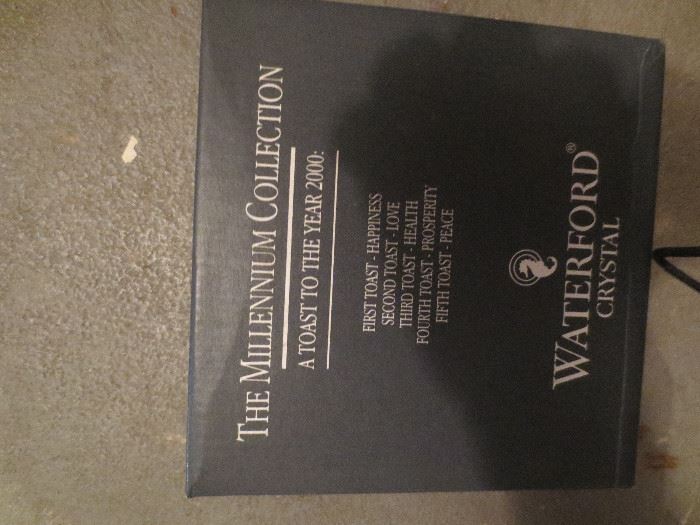 THE MILLENNIUM COLLECTION
A TOAST TO THE YEAR 2000:
FIRST TOAST - HAPPINESS
SECOND TOAST - LOVE
THIRD TOAST - HEALTH
FOURTH TOAST - PROSPERITY
FIFTH TOAST - PEACE
WATERFORD®
CRYSTAL